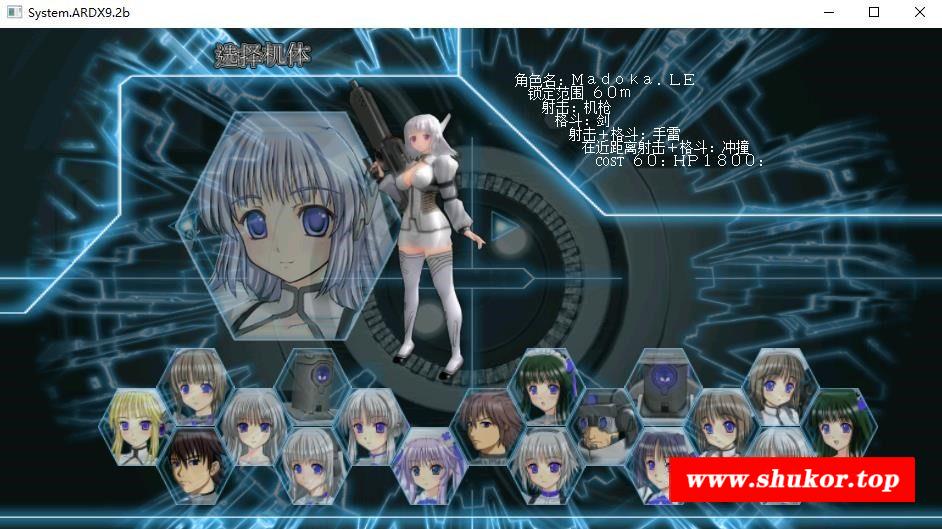 System.ARDX9.2b
选择机体
角色名：Madoka.LE
锁定范围 60m
射击：机枪
格斗：剑
射击＋格斗：手雷
在近距离射击＋格斗：冲撞
COST 60：HP1800：
www.shukor.top